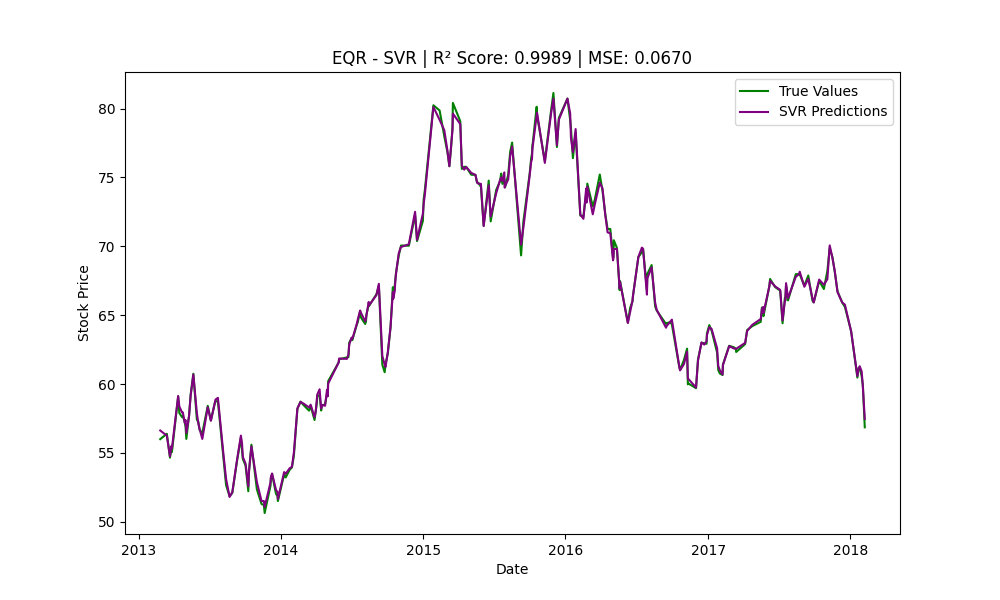 EQR - SVR | R² Score: 0.9989 | MSE: 0.0670
True Values
SVR Predictions
Stock Price
80
75
70
65
60
55
50
2013 2014 2015 2016 2017 2018
Date